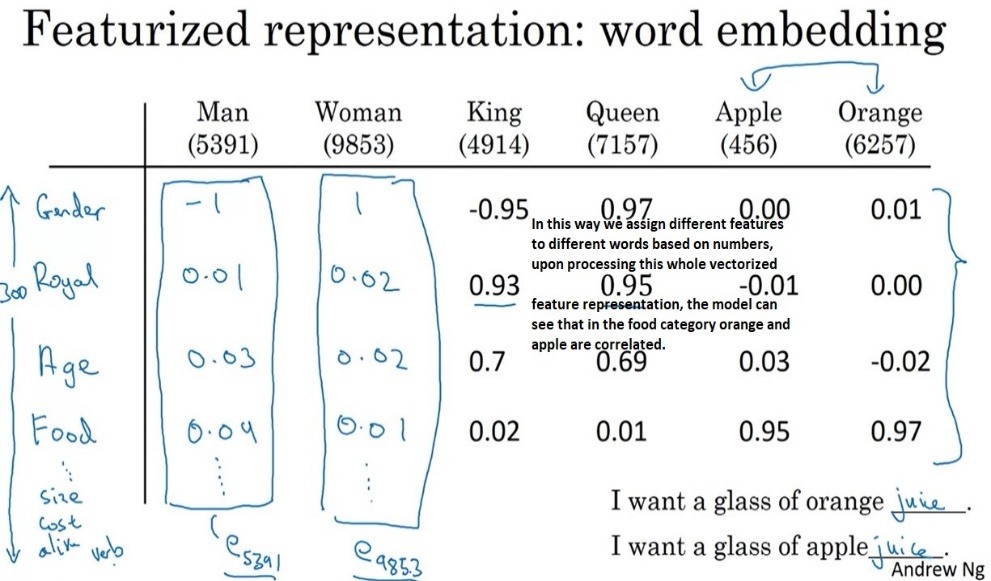 Featurized representation: word embedding
Man Woman King Queen Apple Orange
(5391) (9853) (4914) (7157) (456) (6257)
Gender -1 1 -0.95 0.97 0.00 0.01
In this way we assign different features
to different words based on numbers,
upon processing this whole vectorized
300 Royal 0.01 0.02 0.93 0.95 -0.01 0.00
feature representation, the model can
see that in the food category orange and
apple are correlated.
Age 0.03 0.02 0.7 0.69 0.03 -0.02
Food 0.04 0.01 0.02 0.01 0.95 0.97
size
cost
alive verb
I want a glass of orange juice.
I want a glass of apple juice.
e5391 e9853
Andrew Ng